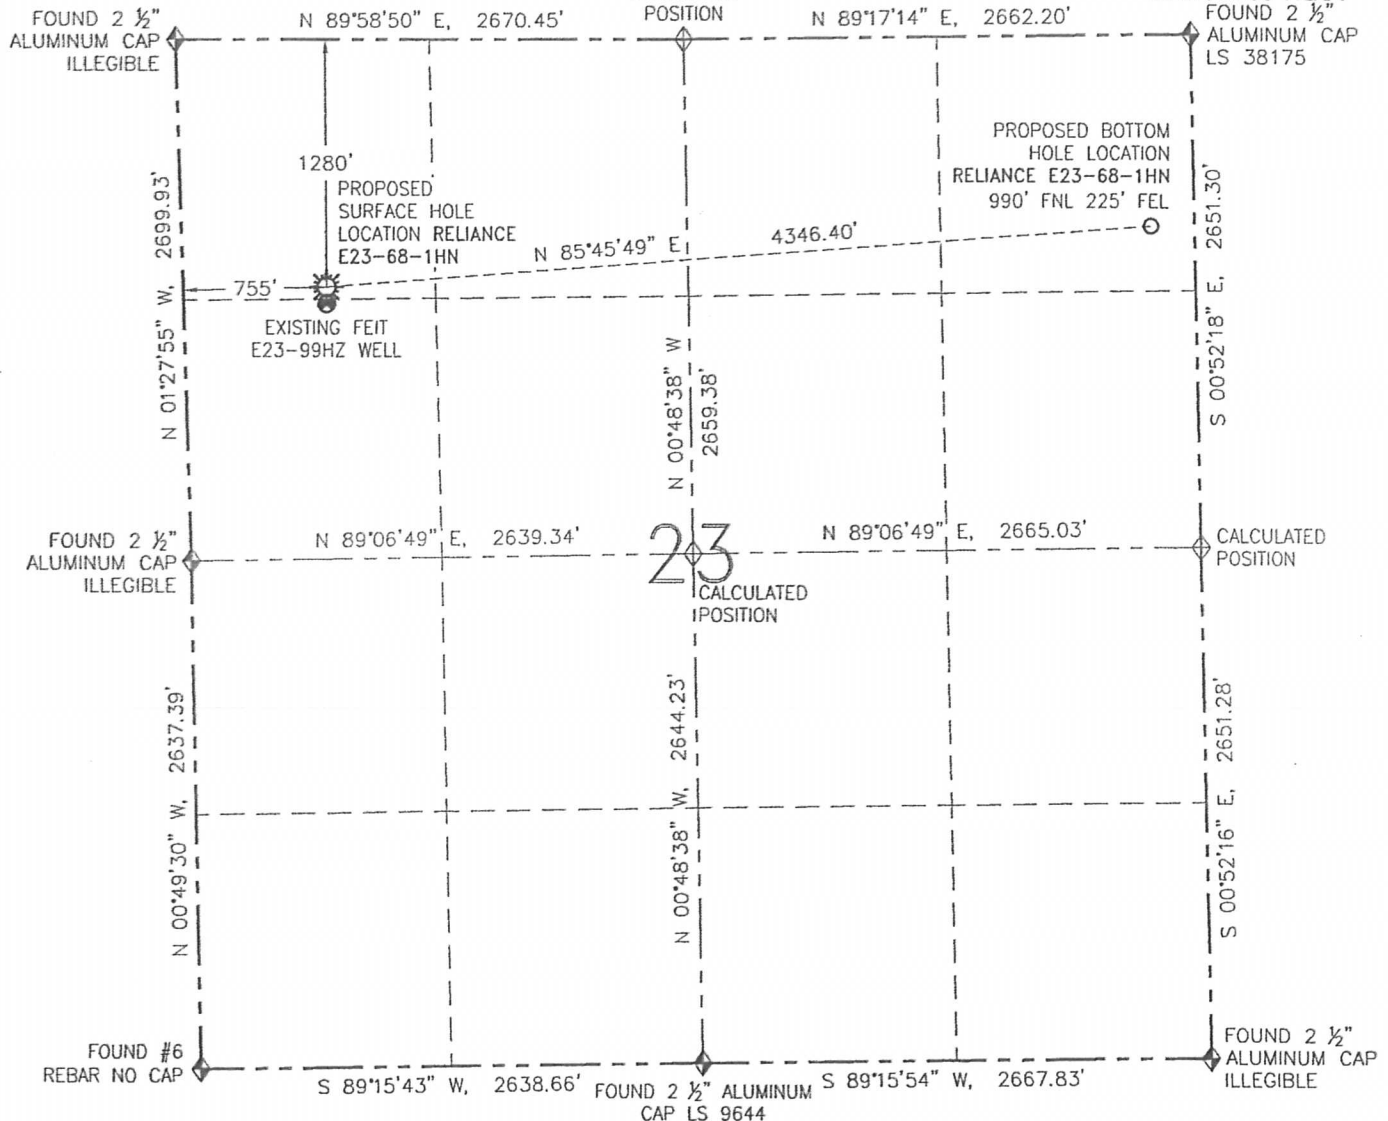 FOUND 2 ½"
ALUMINUM CAP
ILLEGIBLE
N 89°58'50" E, 2670.45'
POSITION
N 89°17'14" E, 2662.20'
FOUND 2 ½"
ALUMINUM CAP
LS 38175
1280'
PROPOSED
SURFACE HOLE
LOCATION RELIANCE
E23-68-1HN
PROPOSED BOTTOM
HOLE LOCATION
RELIANCE E23-68-1HN
990' FNL 225' FEL
N 85°45'49" E 4346.40'
755'
EXISTING FEIT
E23-99HZ WELL
N 01°27'55" W, 2699.93'
N 00°48'38" W
2659.38'
S 00°52'18" E, 2651.30'
FOUND 2 ½"
ALUMINUM CAP
ILLEGIBLE
N 89°06'49" E, 2639.34'
23
N 89°06'49" E, 2665.03'
CALCULATED
POSITION
CALCULATED
POSITION
N 00°49'30" W, 2637.39'
N 00°48'38" W, 2644.23'
S 00°52'16" E, 2651.28'
FOUND #6
REBAR NO CAP
S 89°15'43" W, 2638.66'
FOUND 2 ½" ALUMINUM
CAP LS 9644
S 89°15'54" W, 2667.83'
FOUND 2 ½"
ALUMINUM CAP
ILLEGIBLE